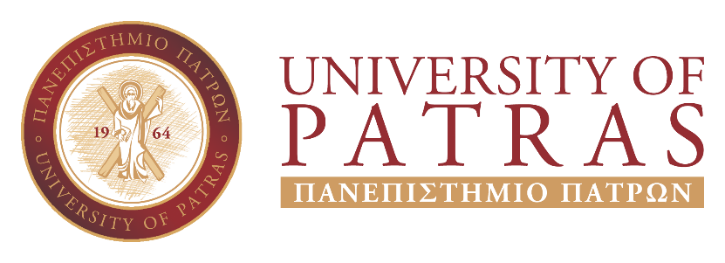 ΠΑΝΕΠΙΣΤΗΜΙΟ ΠΑΤΡΩΝ
19 64
UNIVERSITY OF PATRAS
UNIVERSITY OF
PATRAS
ΠΑΝΕΠΙΣΤΗΜΙΟ ΠΑΤΡΩΝ